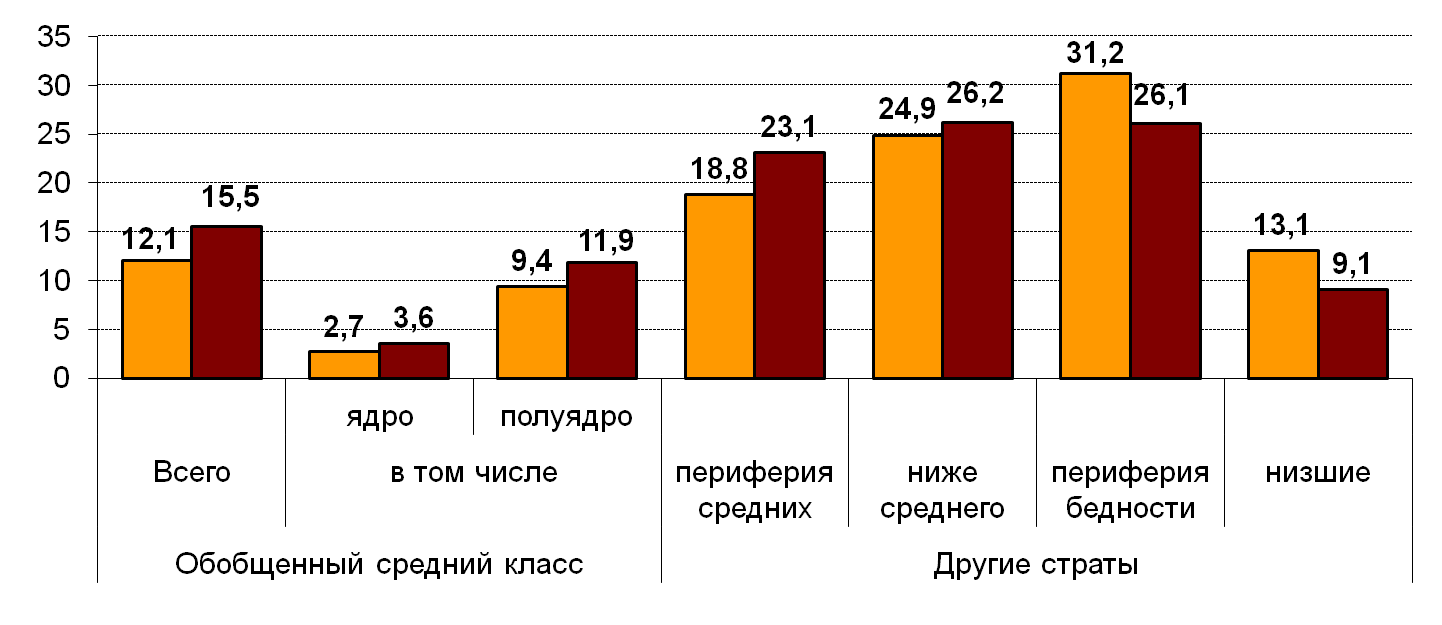 35
30
25
20
15
10
5
0
12,1
15,5
2,7
3,6
9,4
11,9
18,8
23,1
24,9
26,2
31,2
26,1
13,1
9,1
ядро
полуядро
Всего
в том числе
периферия
средних
ниже
среднего
периферия
бедности
низшие
Обобщенный средний класс
Другие страты